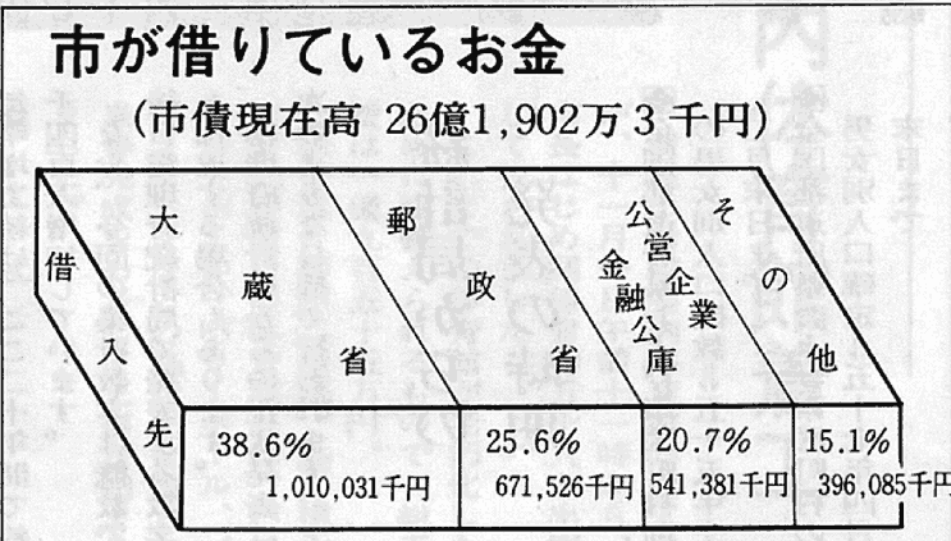 市が借りているお金
(市債現在高 26億1,902万3千円)
借入先
大蔵省
郵政省
公営企業
金融公庫
その他
38.6%
1,010,031千円
25.6%
671,526千円
20.7%
541,381千円
15.1%
396,085千円